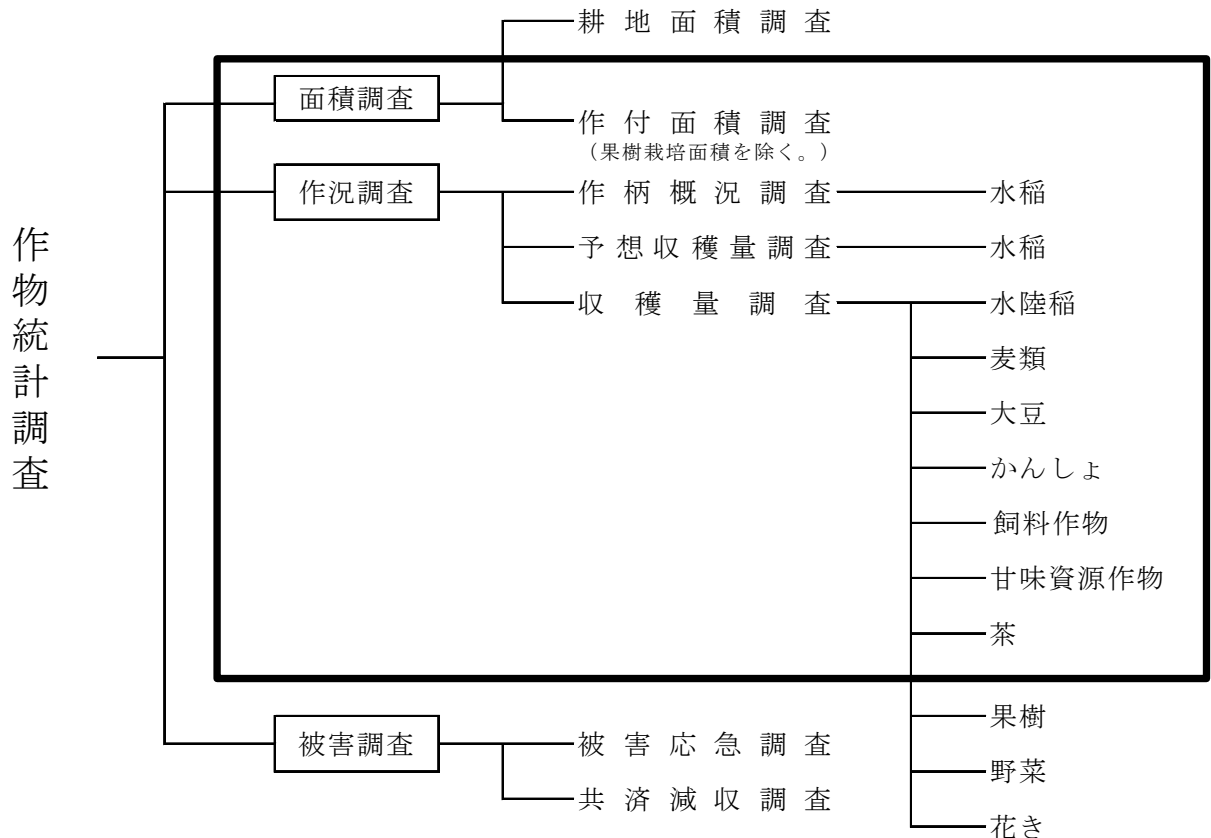 作物統計調査
耕地面積調査
面積調査
作付面積調査
（果樹栽培面積を除く。）
作況調査
作柄概況調査
水稲
予想収穫量調査
水稲
収穫量調査
水陸稲
麦類
大豆
かんしょ
飼料作物
甘味資源作物
茶
果樹
野菜
花き
被害調査
被害応急調査
共済減収調査